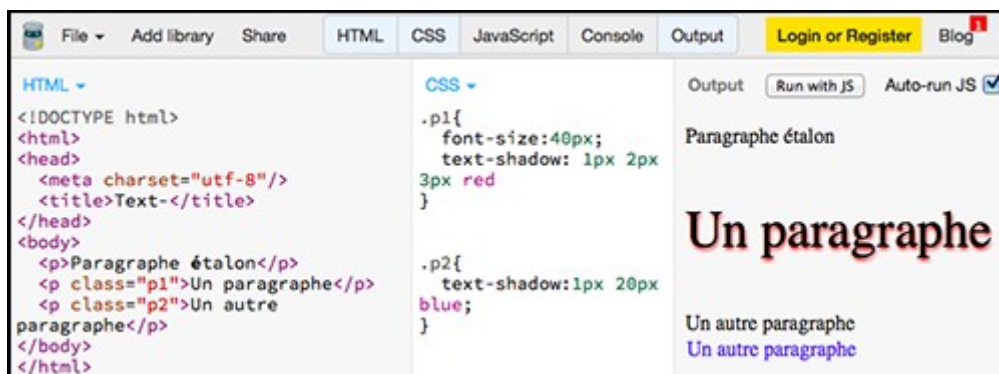 File Add library Share HTML CSS JavaScript Console Output Login or Register Blog 1
HTML
<!DOCTYPE html>
<html>
<head>
<meta charset="utf-8"/>
<title>Text-</title>
</head>
<body>
<p>Paragraphe étalon</p>
<p class="p1">Un paragraphe</p>
<p class="p2">Un autre
paragraphe</p>
</body>
</html>
CSS
.p1{
font-size:40px;
text-shadow: 1px 2px
3px red
}
.p2{
text-shadow:1px 20px
blue;
}
Output Run with JS Auto-run JS
Paragraphe étalon
Un paragraphe
Un autre paragraphe
Un autre paragraphe